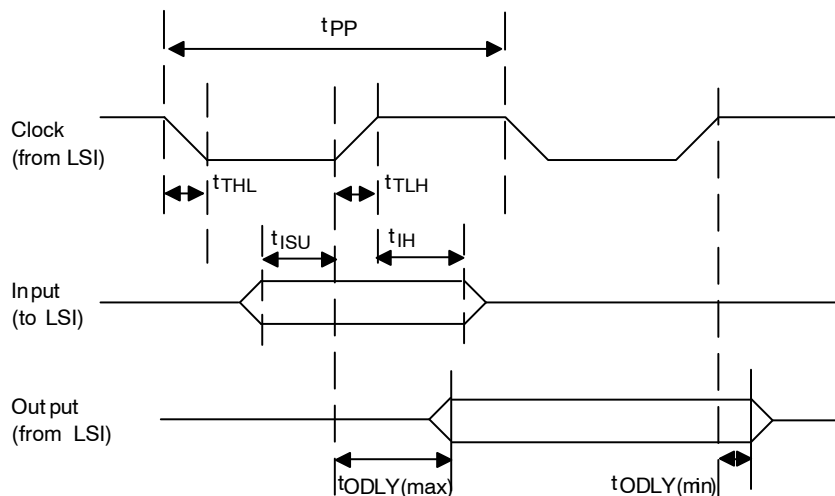 tPP
Clock
(from LSI)
tTHL
tTLH
tISU
tIH
Input
(to LSI)
Output
(from LSI)
tODLY(max)
tODLY(min)